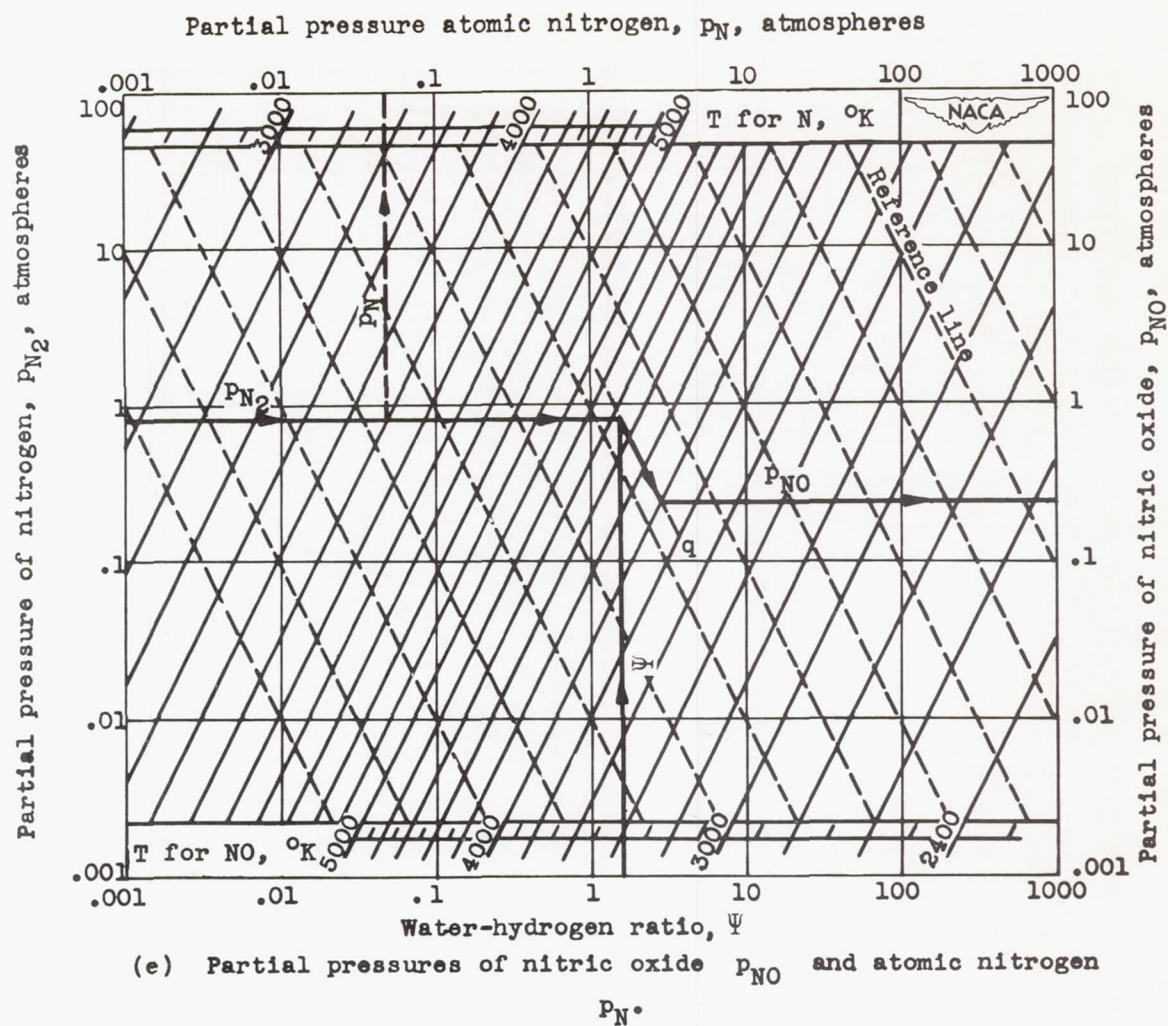 Partial pressure atomic nitrogen, pN, atmospheres
.001 .01 .1 1 10 100 1000
100 3000 4000 5000 T for N, °K NACA 100
Partial pressure of nitrogen, pN2, atmospheres
Partial pressure of nitric oxide, pNO, atmospheres
Reference line
10 10
pN
pN2
1 1
pNO
q
.1 .1
Ψ
.01 .01
T for NO, °K 5000 4000 3000 2400
.001 .001
.001 .01 .1 1 10 100 1000
Water-hydrogen ratio, Ψ
(e) Partial pressures of nitric oxide pNO and atomic nitrogen
pN.